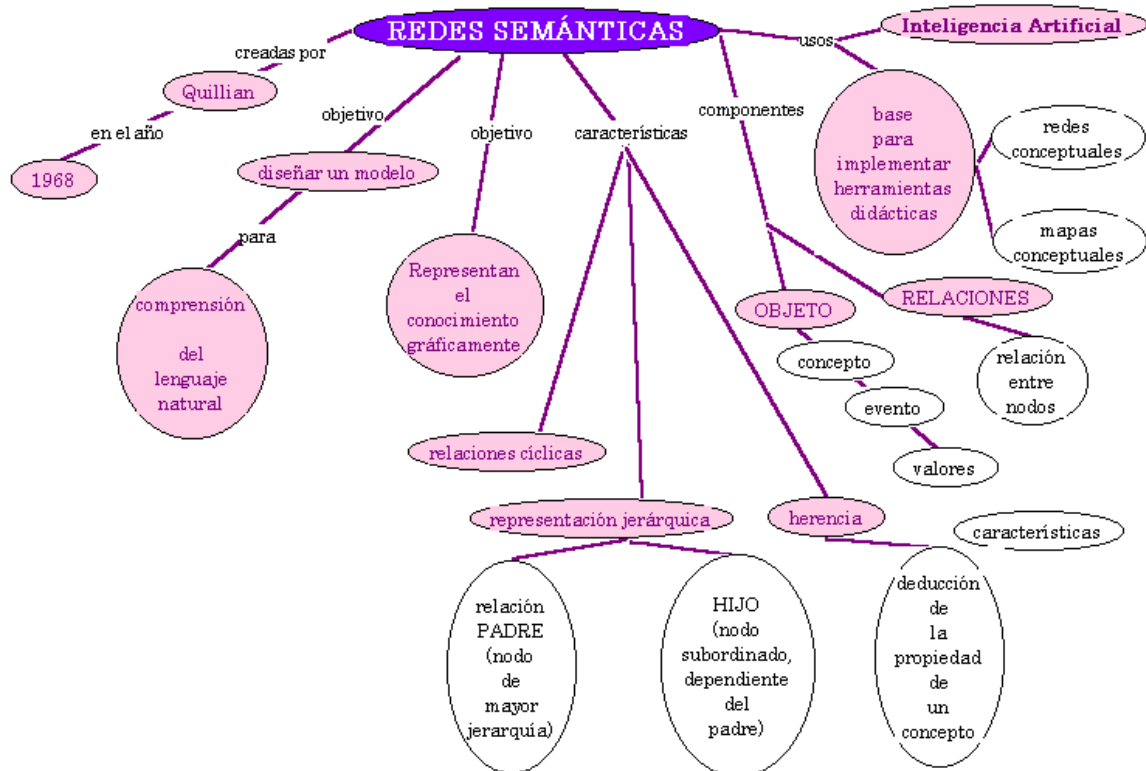 REDES SEMÁNTICAS
creadas por
Quillian
en el año
1968
objetivo
diseñar un modelo
para
comprensión
del
lenguaje
natural
objetivo
Representan
el
conocimiento
gráficamente
características
relaciones cíclicas
representación jerárquica
relación
PADRE
(nodo
de
mayor
jerarquía)
HIJO
(nodo
subordinado,
dependiente
del
padre)
herencia
deducción
de
la
propiedad
de
un
concepto
características
componentes
OBJETO
concepto
evento
valores
RELACIONES
relación
entre
nodos
usos
Inteligencia Artificial
base
para
implementar
herramientas
didácticas
redes
conceptuales
mapas
conceptuales